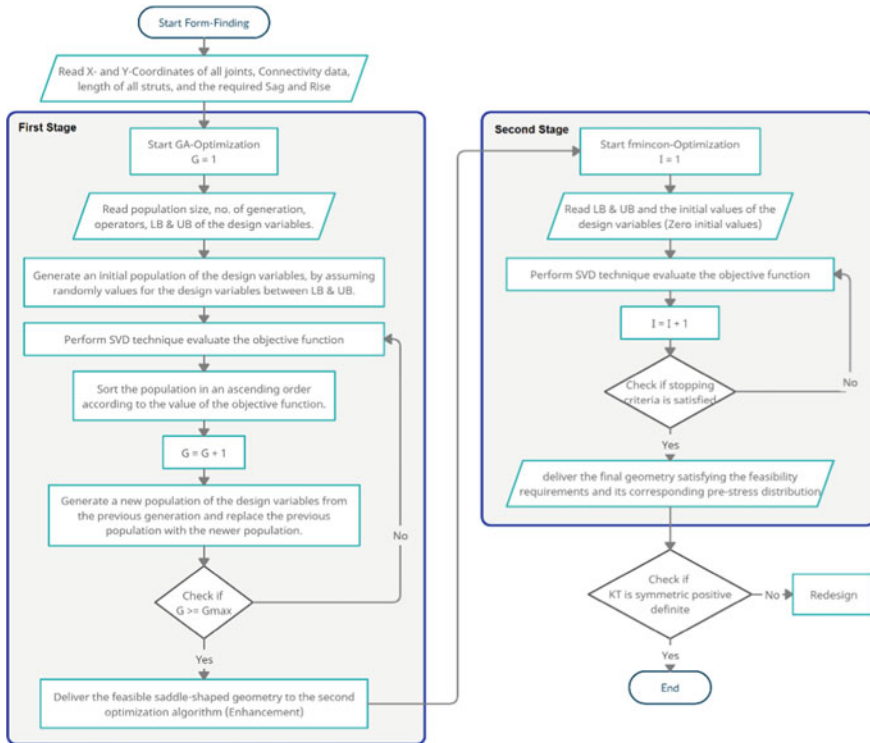 Start Form-Finding
Read X- and Y-Coordinates of all joints, Connectivity data,
length of all struts, and the required Sag and Rise
First Stage
Start GA-Optimization
G = 1
Read population size, no. of generation,
operators, LB & UB of the design variables.
Generate an initial population of the design variables, by assuming
randomly values for the design variables between LB & UB.
Perform SVD technique evaluate the objective function
Sort the population in an ascending order
according to the value of the objective function.
G = G + 1
Generate a new population of the design variables from
the previous generation and replace the previous
population with the newer population.
No
Check if
G >= Gmax
Yes
Deliver the feasible saddle-shaped geometry to the second
optimization algorithm (Enhancement)
Second Stage
Start fmincon-Optimization
I = 1
Read LB & UB and the initial values of the
design variables (Zero initial values)
Perform SVD technique evaluate the objective function
I = I + 1
Check if stopping
criteria is satisfied
No
Yes
deliver the final geometry satisfying the feasibility
requirements and its corresponding pre-stress distribution
Check if
KT is symmetric positive
definite
No
Redesign
Yes
End